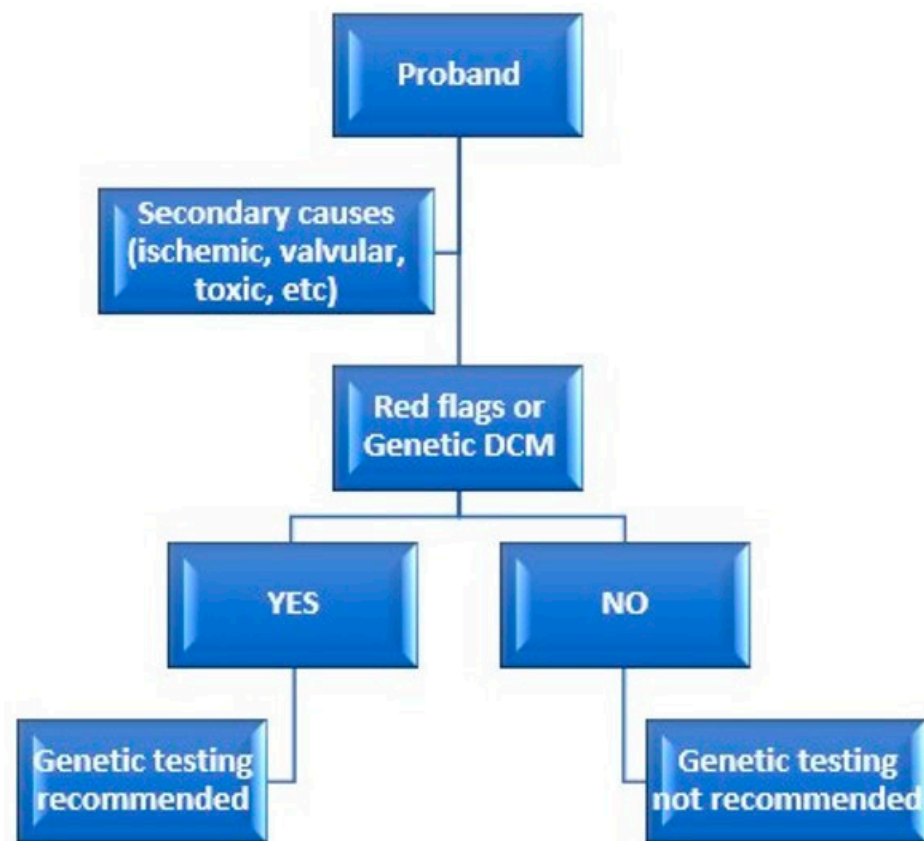 Proband
Secondary causes
(ischemic, valvular,
toxic, etc)
Red flags or
Genetic DCM
YES
NO
Genetic testing
recommended
Genetic testing
not recommended